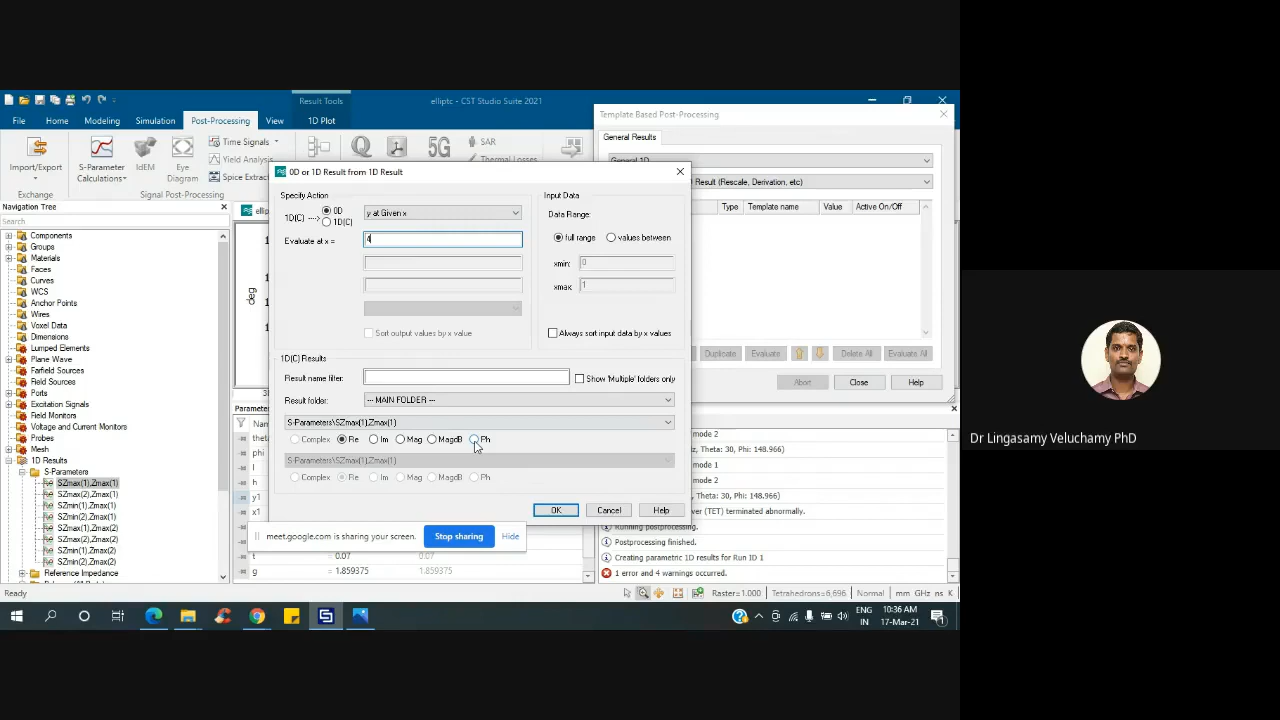 Result Tools
elliptc - CST Studio Suite 2021
File Home Modeling Simulation Post-Processing View 1D Plot
Import/Export
Exchange
S-Parameter Calculations
IdEM
Eye Diagram
Time Signals
Yield Analysis
Spice Extrac
Signal Post-Processing
5G
SAR
Thermal Losses
Template Based Post-Processing
General Results
General 1D
Result (Rescale, Derivation, etc)
Type Template name Value Active On/Off
Duplicate Evaluate Delete All Evaluate All
Abort Close Help
Navigation Tree
Search
Components
Groups
Materials
Faces
Curves
WCS
Anchor Points
Wires
Voxel Data
Dimensions
Lumped Elements
Plane Wave
Farfield Sources
Field Sources
Ports
Excitation Signals
Field Monitors
Voltage and Current Monitors
Probes
Mesh
1D Results
S-Parameters
SZmax(1),Zmax(1)
SZmax(2),Zmax(1)
SZmin(1),Zmax(1)
SZmin(2),Zmax(1)
SZmax(1),Zmax(2)
SZmax(2),Zmax(2)
SZmin(1),Zmax(2)
SZmin(2),Zmax(2)
Reference Impedance
ellip
deg
Parameter
theta
phi
l
h
y1
x1
t = 0.07 0.07
g = 1.859375 1.859375
0D or 1D Result from 1D Result
Specify Action
1D(C) ----> 0D
1D(C)
y at Given x
Evaluate at x = 4
Sort output values by x value
Input Data
Data Range:
full range values between
xmin: 0
xmax: 1
Always sort input data by x values
1D(C) Results
Result name filter:
Show 'Multiple' folders only
Result folder: --- MAIN FOLDER ---
S-Parameters\SZmax(1),Zmax(1)
Complex Re Im Mag MagdB Ph
S-Parameters\SZmax(1),Zmax(1)
Complex Re Im Mag MagdB Ph
OK Cancel Help
meet.google.com is sharing your screen. Stop sharing Hide
mode 2
, Theta: 30, Phi: 148.966)
mode 1
, Theta: 30, Phi: 148.966)
mode 2
, Theta: 30, Phi: 148.966)
er (TET) terminated abnormally.
Running postprocessing.
Postprocessing finished.
Creating parametric 1D results for Run ID 1
1 error and 4 warnings occurred.
Ready
Raster=1.000 Tetrahedrons=6,696 Normal mm GHz ns K
ENG
IN
10:36 AM
17-Mar-21
Dr Lingasamy Veluchamy PhD